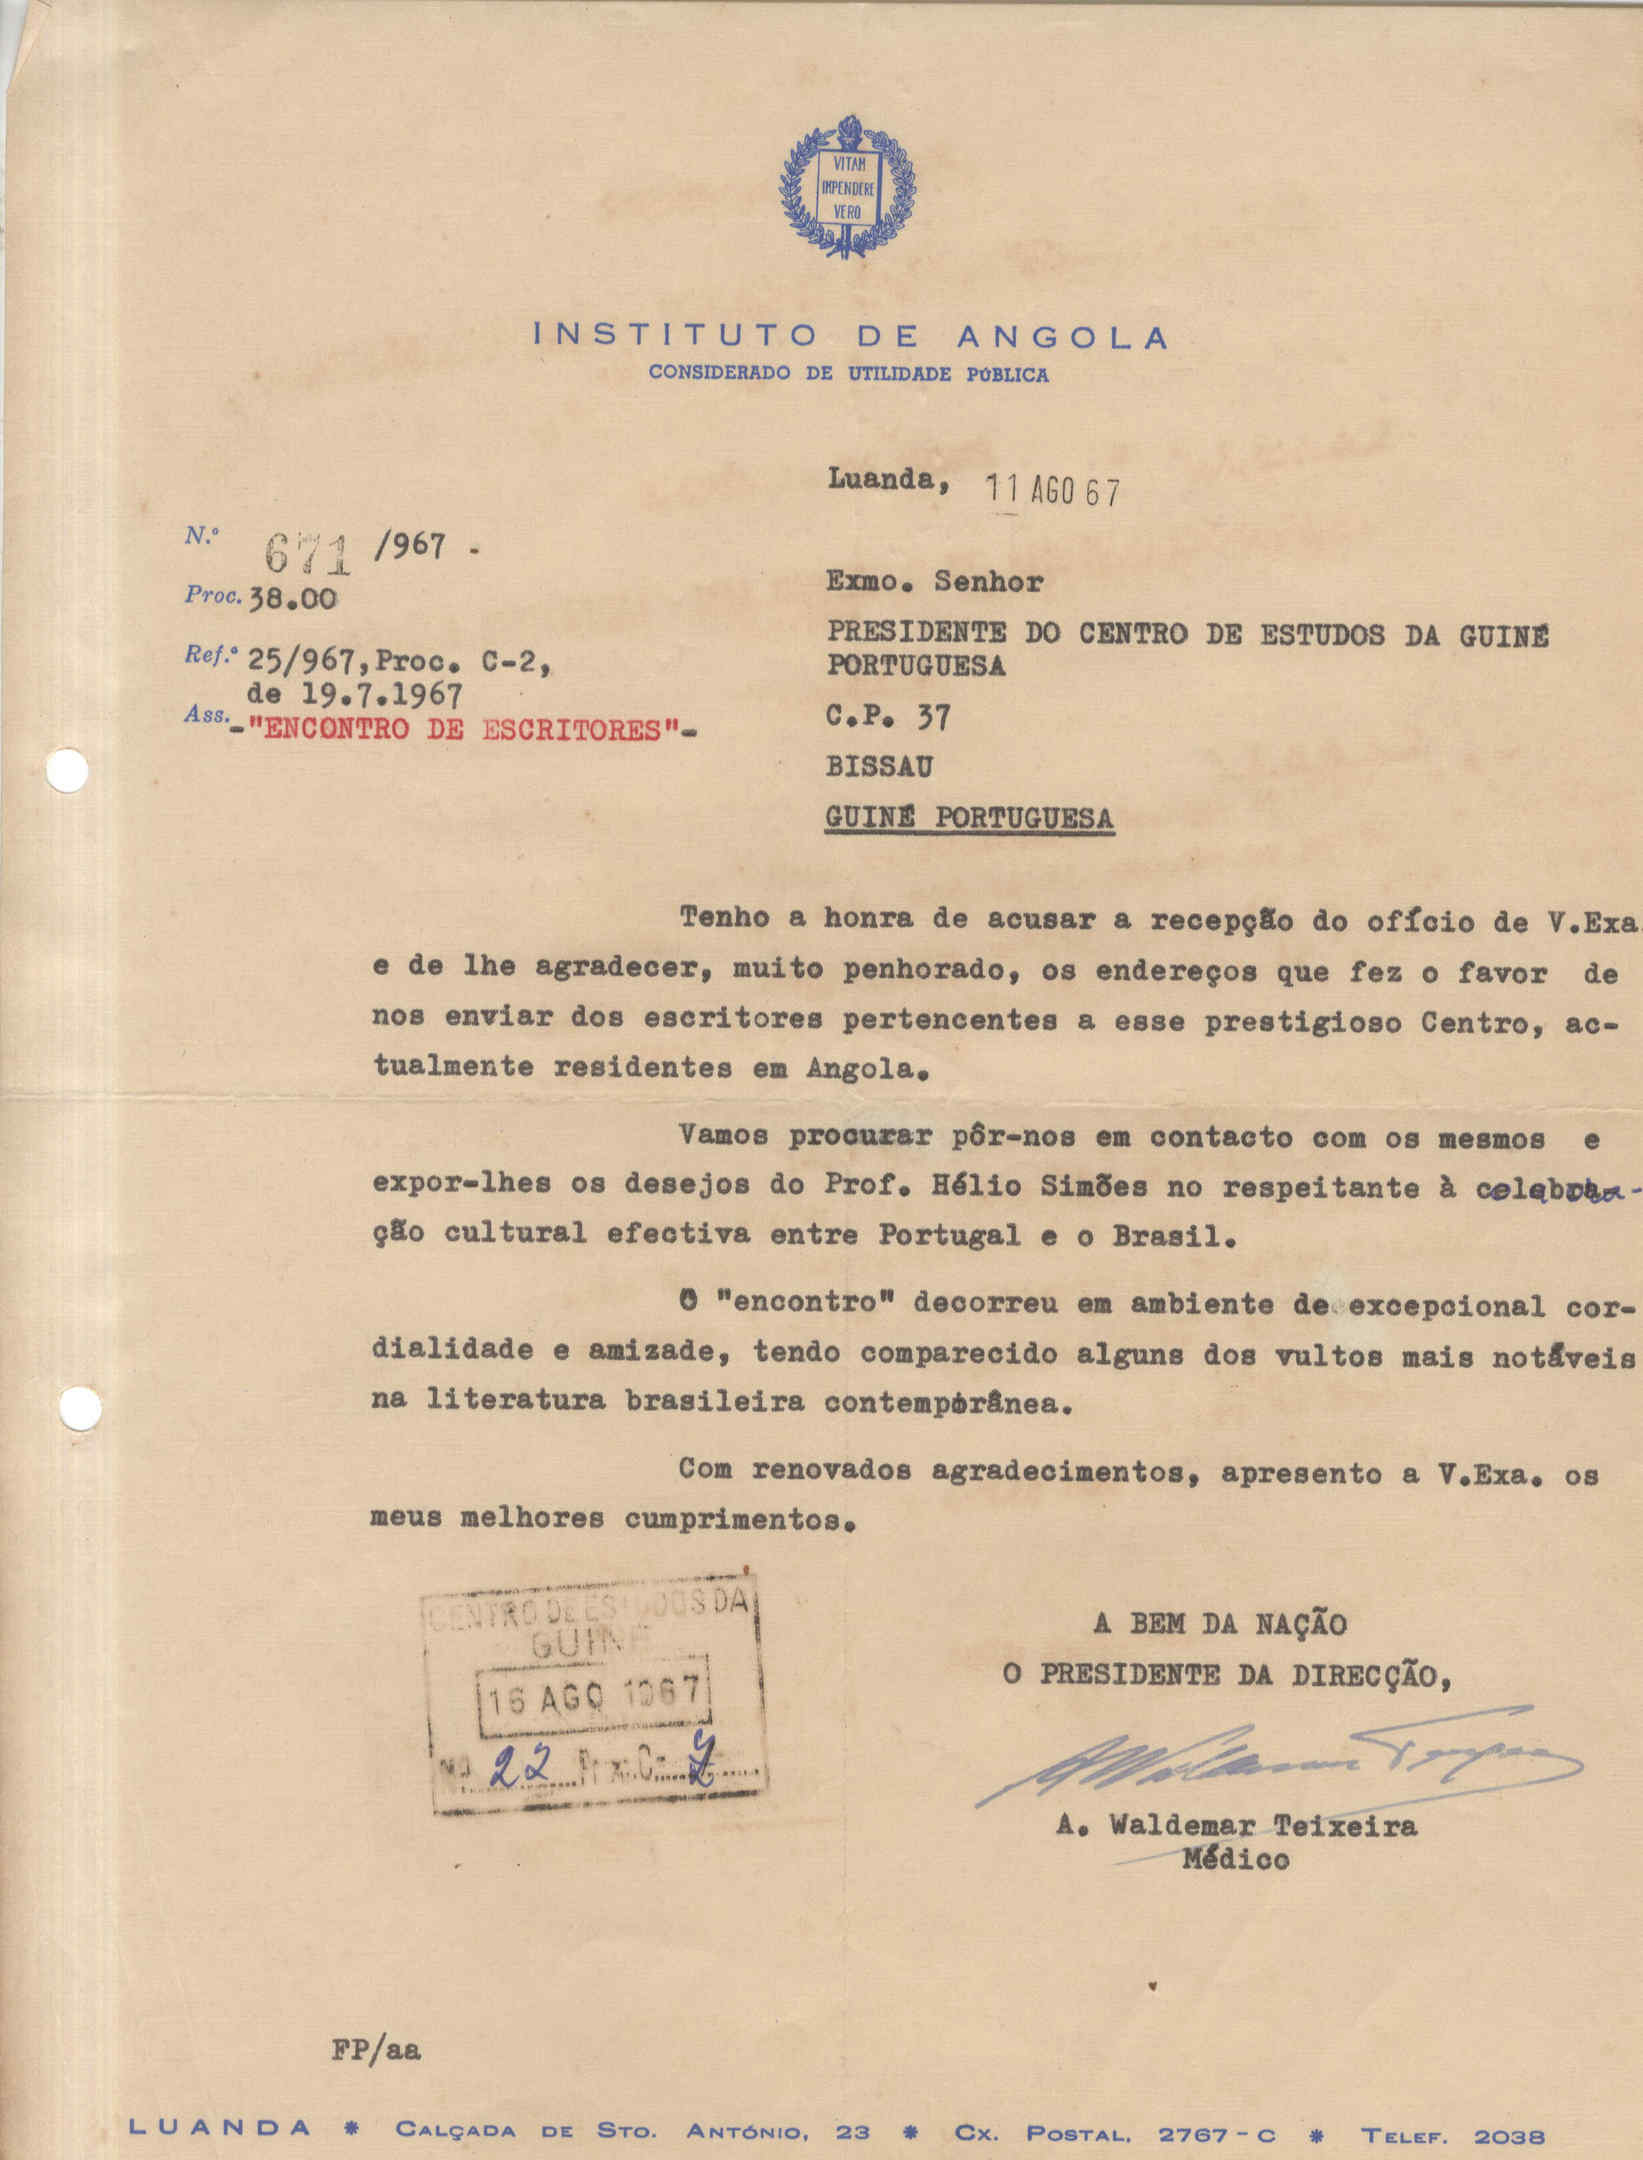 VITAM
IMPENDERE
VERO
INSTITUTO DE ANGOLA
CONSIDERADO DE UTILIDADE PÚBLICA
Luanda, 11 AGO 67
N.º 671 /967 .
Proc. 38.00
Ref.ª 25/967, Proc. C-2,
de 19.7.1967
Ass. -"ENCONTRO DE ESCRITORES"-
Exmo. Senhor
PRESIDENTE DO CENTRO DE ESTUDOS DA GUINÉ
PORTUGUESA
C.P. 37
BISSAU
GUINÉ PORTUGUESA
Tenho a honra de acusar a recepção do ofício de V.Exa.
e de lhe agradecer, muito penhorado, os endereços que fez o favor de
nos enviar dos escritores pertencentes a esse prestigioso Centro, ac-
tualmente residentes em Angola.
Vamos procurar pôr-nos em contacto com os mesmos e
expor-lhes os desejos do Prof. Hélio Simões no respeitante à
ção cultural efectiva entre Portugal e o Brasil.
O "encontro" decorreu em ambiente de excepcional cor-
dialidade e amizade, tendo comparecido alguns dos vultos mais notáveis
na literatura brasileira contemporânea.
Com renovados agradecimentos, apresento a V.Exa. os
meus melhores cumprimentos.
CENTRO DE ESTUDOS DA
GUINÉ
16 AGO 1967
Nº 22 Proc. C- 2
A BEM DA NAÇÃO
O PRESIDENTE DA DIRECÇÃO,
A. Waldemar Teixeira
Médico
FP/aa
LUANDA * CALÇADA DE STO. ANTÓNIO, 23 * CX. POSTAL, 2767-C * TELEF. 2038